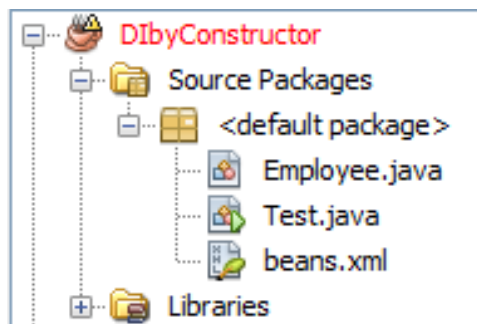 DIbyConstructor
Source Packages
<default package>
Employee.java
Test.java
beans.xml
Libraries